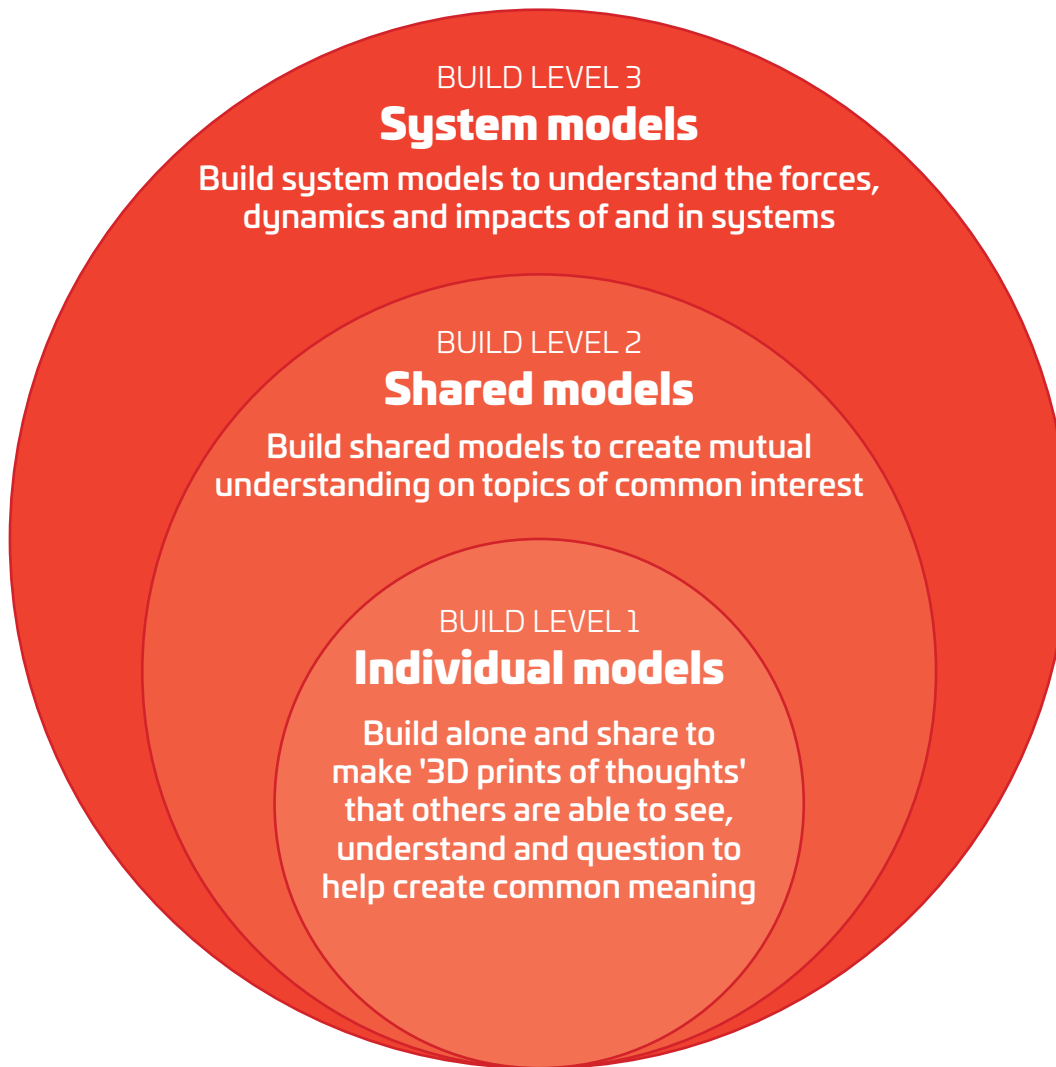 BUILD LEVEL 3
System models
Build system models to understand the forces,
dynamics and impacts of and in systems
BUILD LEVEL 2
Shared models
Build shared models to create mutual
understanding on topics of common interest
BUILD LEVEL 1
Individual models
Build alone and share to
make '3D prints of thoughts'
that others are able to see,
understand and question to
help create common meaning